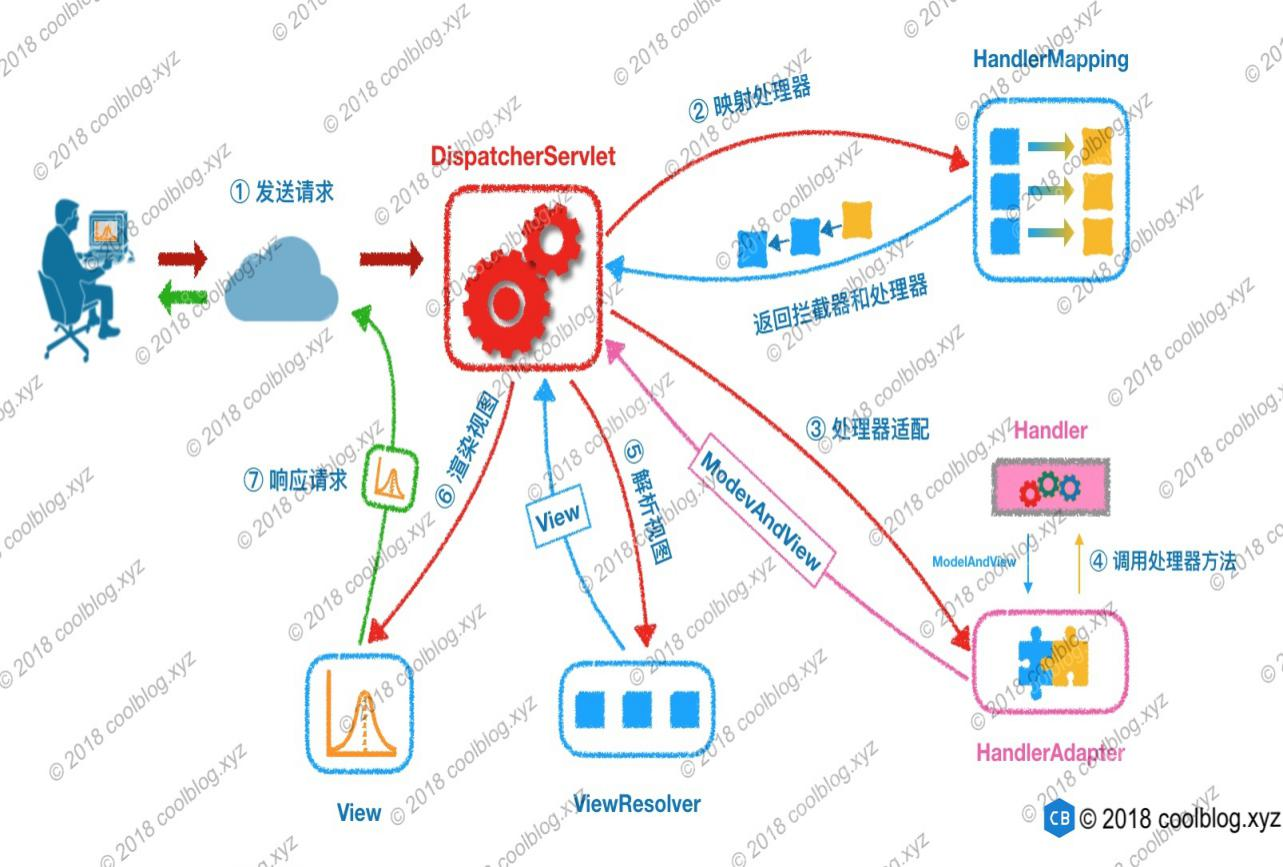 HandlerMapping
② 映射处理器
DispatcherServlet
① 发送请求
返回拦截器和处理器
③ 处理器适配
Handler
⑥ 渲染视图
⑤ 解析视图
ModevAndView
⑦ 响应请求
View
ModelAndView
④ 调用处理器方法
HandlerAdapter
View
ViewResolver
CB © 2018 coolblog.xyz
© 2018 coolblog.xyz